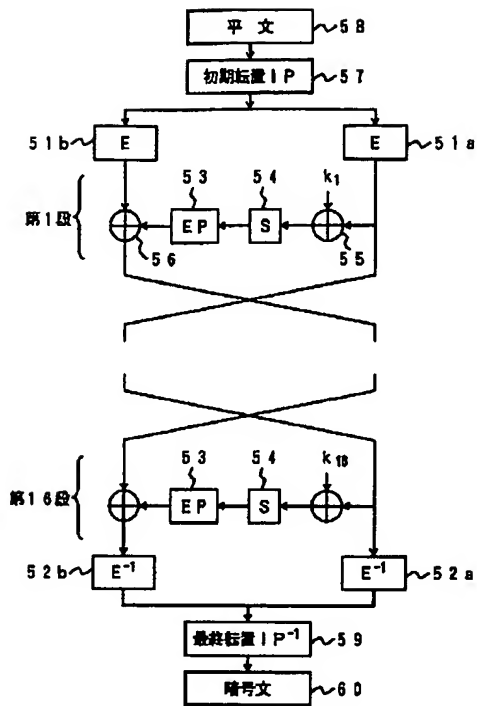 平文 58
初期転置IP 57
51b E E 51a
53 54 k₁
第1段 EP S
56 55
53 54 k₁₆
第16段 EP S
52b E⁻¹ E⁻¹ 52a
最終転置IP⁻¹ 59
暗号文 60